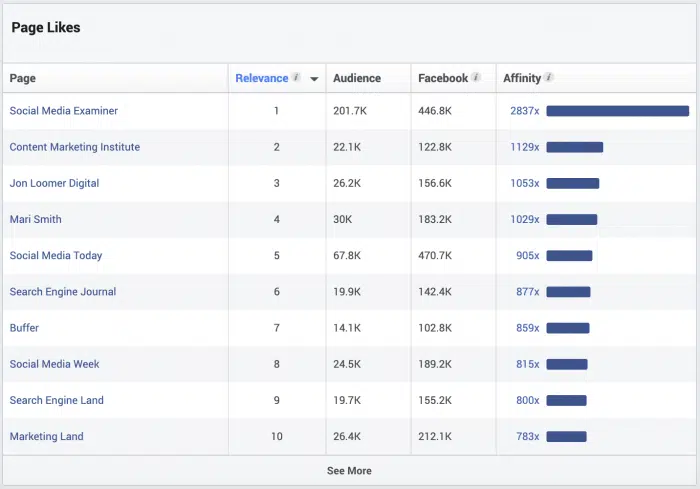 Page Likes
Page Relevance i Audience Facebook i Affinity i
Social Media Examiner 1 201.7K 446.8K 2837x
Content Marketing Institute 2 22.1K 122.8K 1129x
Jon Loomer Digital 3 26.2K 156.6K 1053x
Mari Smith 4 30K 183.2K 1029x
Social Media Today 5 67.8K 470.7K 905x
Search Engine Journal 6 19.9K 142.4K 877x
Buffer 7 14.1K 102.8K 859x
Social Media Week 8 24.5K 189.2K 815x
Search Engine Land 9 19.7K 155.2K 800x
Marketing Land 10 26.4K 212.1K 783x
See More